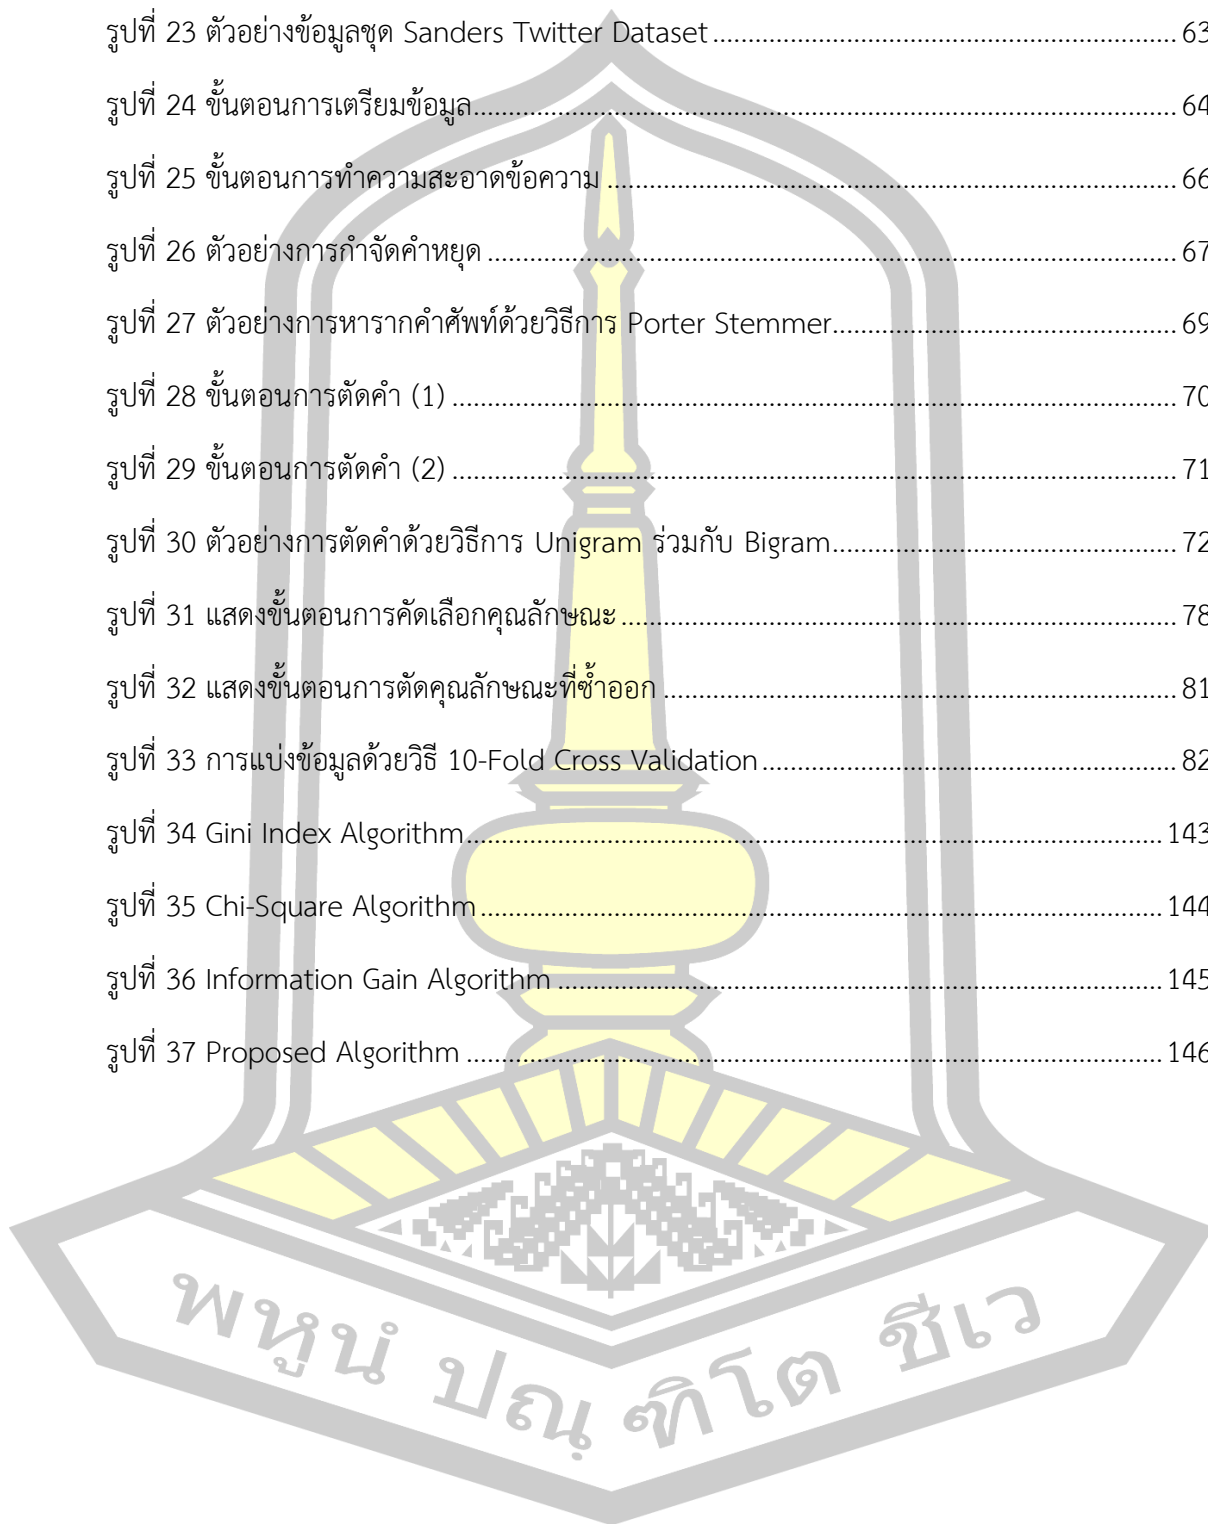 รูปที่ 23 ตัวอย่างข้อมูลชุด Sanders Twitter Dataset ........ 63
รูปที่ 24 ขั้นตอนการเตรียมข้อมูล ........ 64
รูปที่ 25 ขั้นตอนการทำความสะอาดข้อความ ........ 66
รูปที่ 26 ตัวอย่างการกำจัดคำหยุด ........ 67
รูปที่ 27 ตัวอย่างการหารากคำศัพท์ด้วยวิธีการ Porter Stemmer ........ 69
รูปที่ 28 ขั้นตอนการตัดคำ (1) ........ 70
รูปที่ 29 ขั้นตอนการตัดคำ (2) ........ 71
รูปที่ 30 ตัวอย่างการตัดคำด้วยวิธีการ Unigram ร่วมกับ Bigram ........ 72
รูปที่ 31 แสดงขั้นตอนการคัดเลือกคุณลักษณะ ........ 78
รูปที่ 32 แสดงขั้นตอนการตัดคุณลักษณะที่ซ้ำออก ........ 81
รูปที่ 33 การแบ่งข้อมูลด้วยวิธี 10-Fold Cross Validation ........ 82
รูปที่ 34 Gini Index Algorithm ........ 143
รูปที่ 35 Chi-Square Algorithm ........ 144
รูปที่ 36 Information Gain Algorithm ........ 145
รูปที่ 37 Proposed Algorithm ........ 146
พหูนํ ปณฺ ฑิโต ชีเว